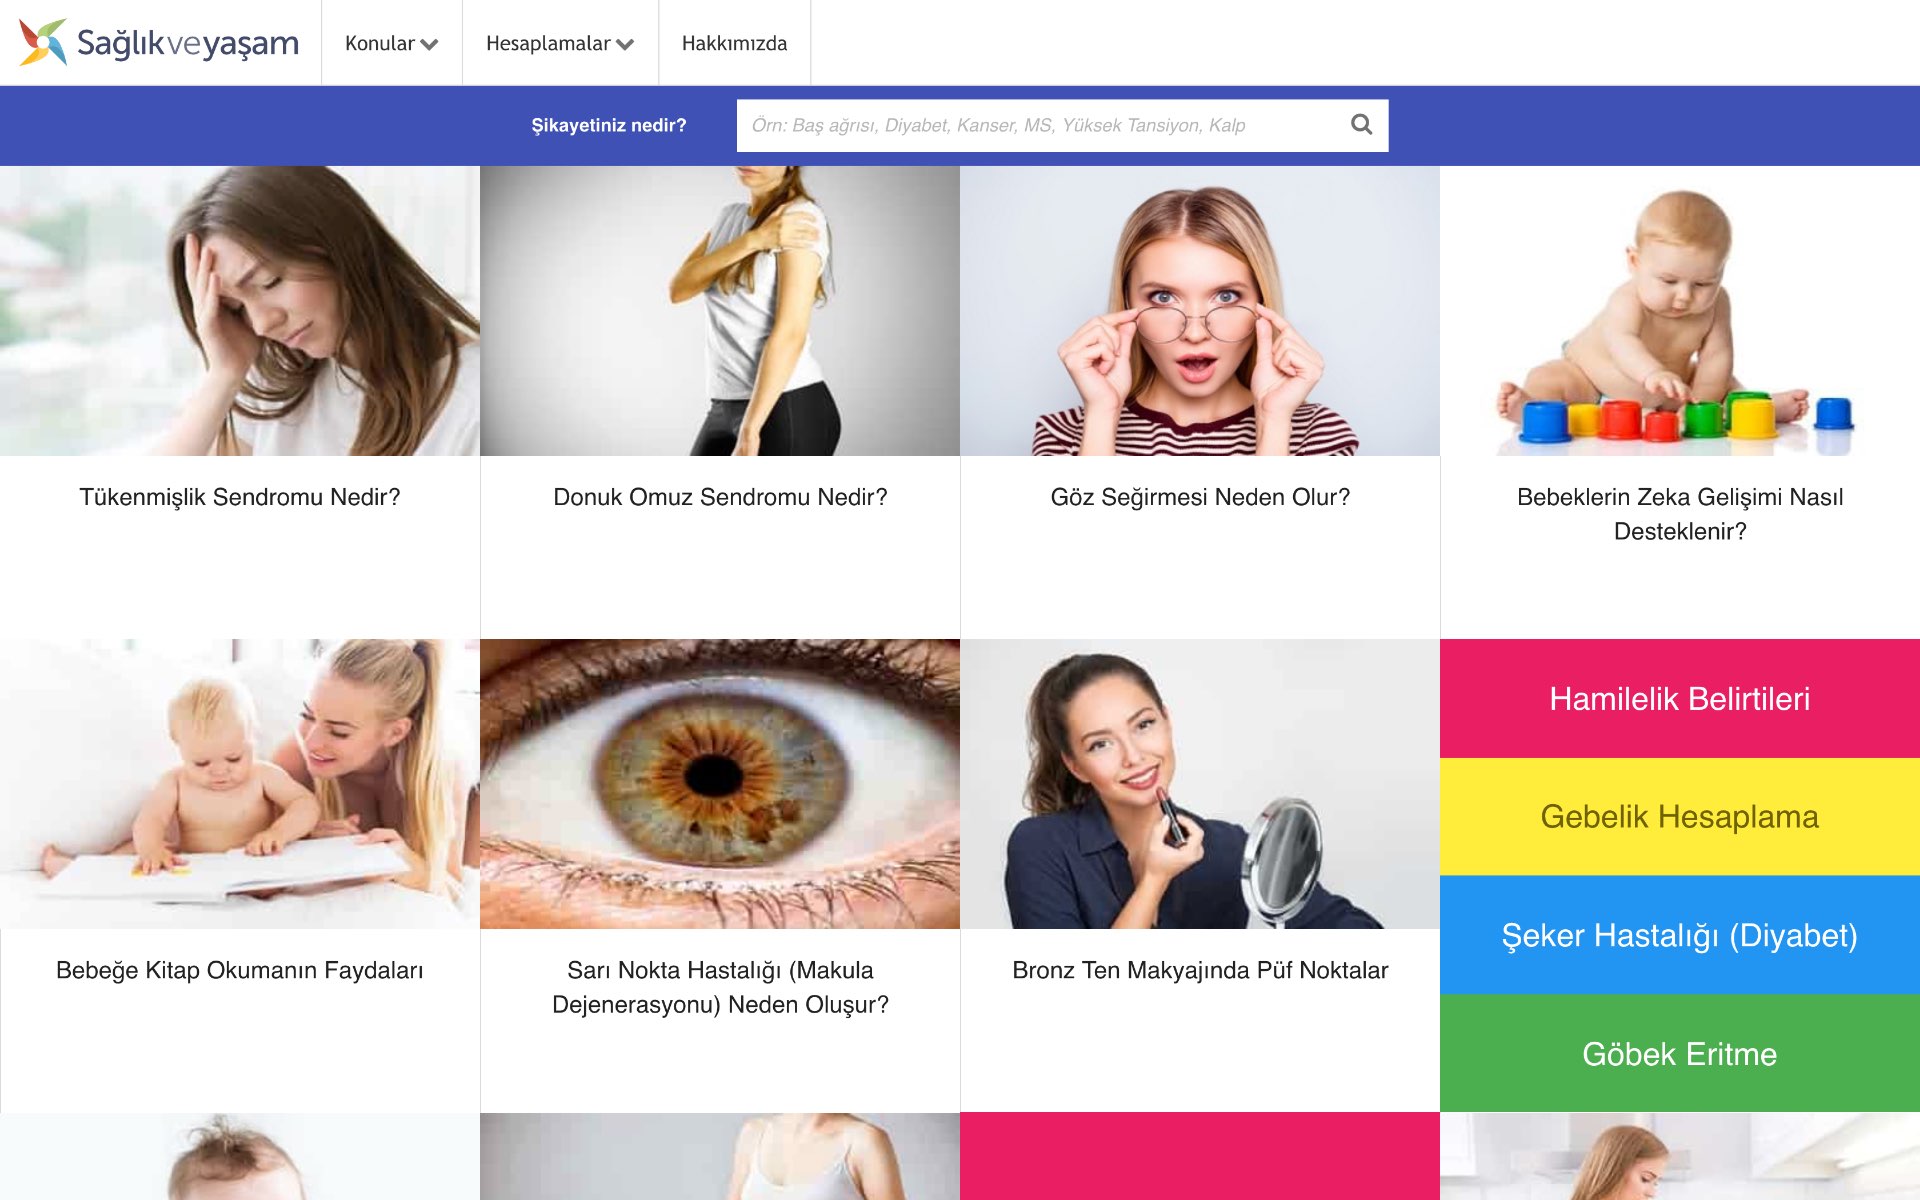 Sağlıkveyaşam
Konular
Hesaplamalar
Hakkımızda
Şikayetiniz nedir?
Örn: Baş ağrısı, Diyabet, Kanser, MS, Yüksek Tansiyon, Kalp
Tükenmişlik Sendromu Nedir?
Donuk Omuz Sendromu Nedir?
Göz Seğirmesi Neden Olur?
Bebeklerin Zeka Gelişimi Nasıl
Desteklenir?
Bebeğe Kitap Okumanın Faydaları
Sarı Nokta Hastalığı (Makula
Dejenerasyonu) Neden Oluşur?
Bronz Ten Makyajında Püf Noktalar
Hamilelik Belirtileri
Gebelik Hesaplama
Şeker Hastalığı (Diyabet)
Göbek Eritme